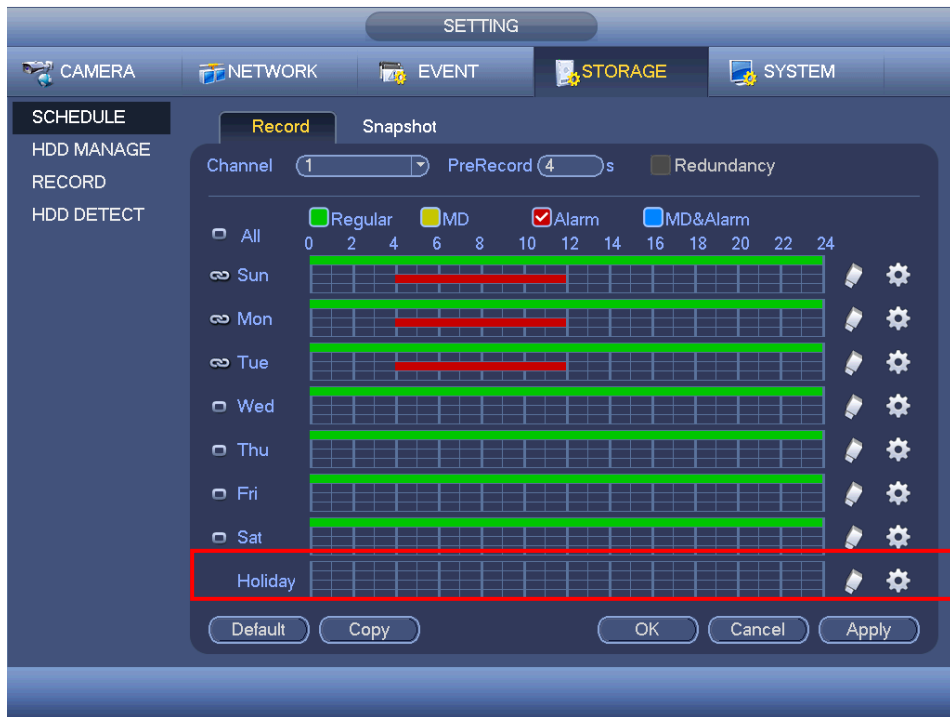 SETTING
CAMERA NETWORK EVENT STORAGE SYSTEM
SCHEDULE
HDD MANAGE
RECORD
HDD DETECT
Record Snapshot
Channel 1 PreRecord 4 s Redundancy
Regular MD Alarm MD&Alarm
All 0 2 4 6 8 10 12 14 16 18 20 22 24
Sun
Mon
Tue
Wed
Thu
Fri
Sat
Holiday
Default Copy OK Cancel Apply